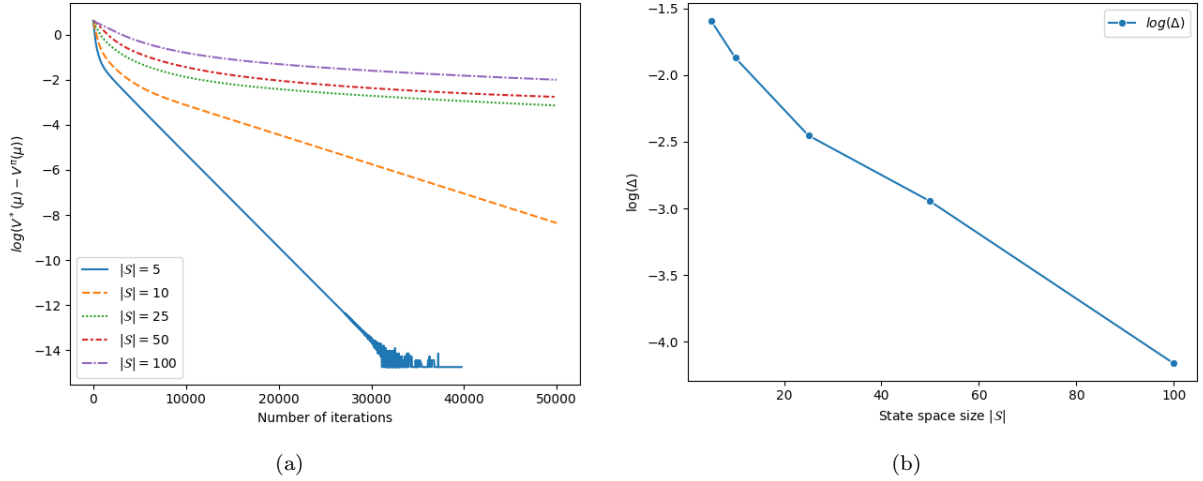 0
−2
−4
−6
−8
−10
−12
−14
log(V*(μ) − V^π(μ))
|S| = 5
|S| = 10
|S| = 25
|S| = 50
|S| = 100
0 10000 20000 30000 40000 50000
Number of iterations
(a)
−1.5
−2.0
−2.5
−3.0
−3.5
−4.0
log(Δ)
log(Δ)
20 40 60 80 100
State space size |S|
(b)